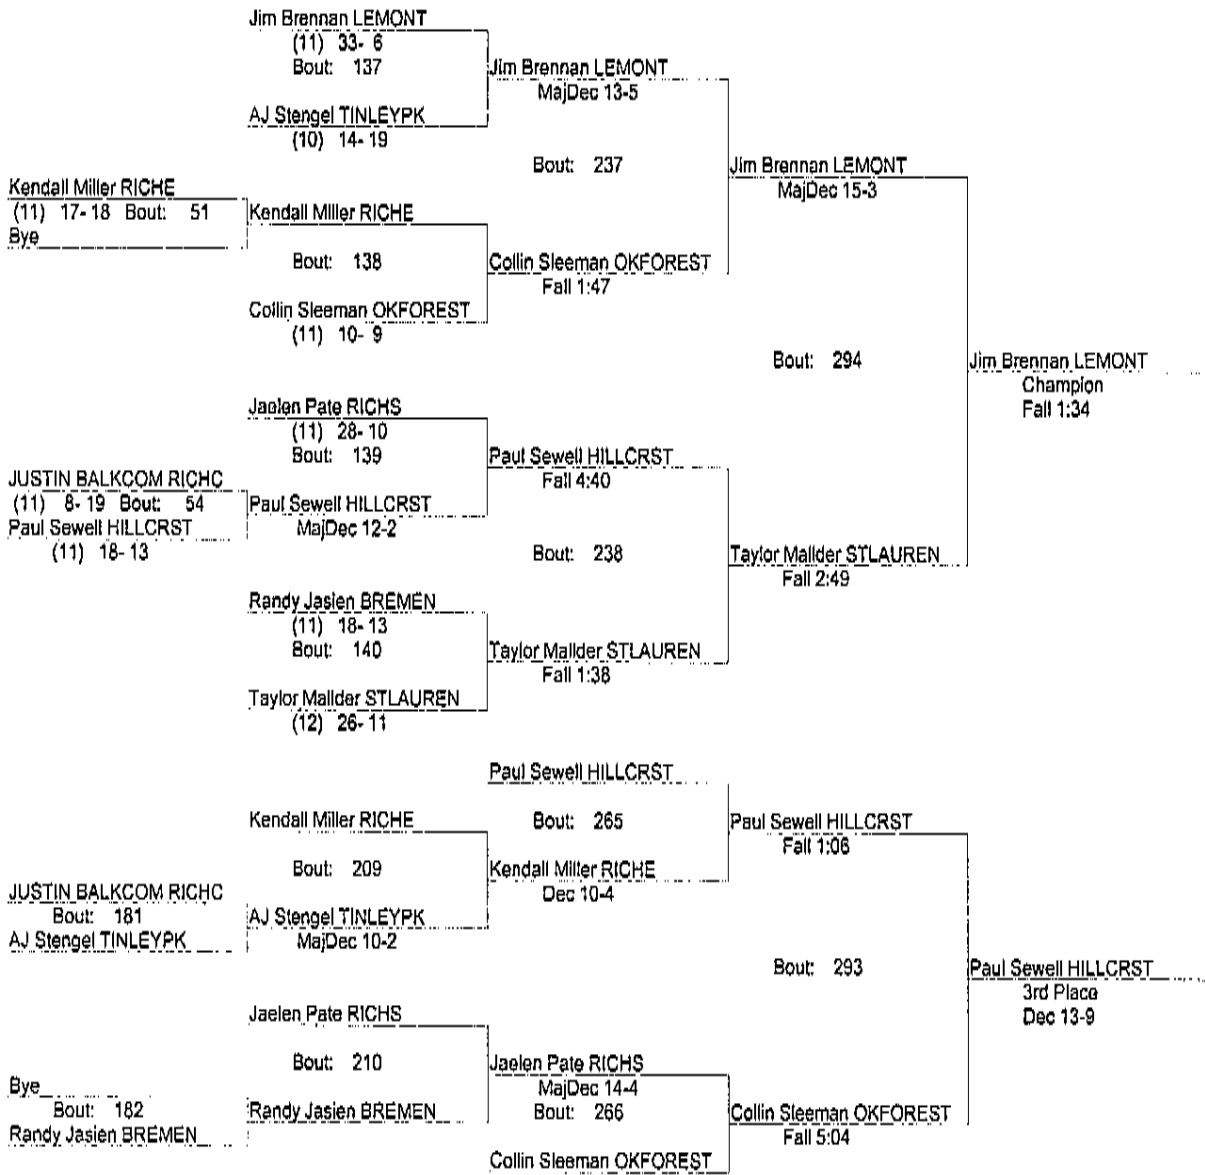 Jim Brennan LEMONT
(11) 33- 6
Bout: 137
Jim Brennan LEMONT
MajDec 13-5
AJ Stengel TINLEYPK
(10) 14- 19
Bout: 237
Jim Brennan LEMONT
MajDec 15-3
Kendall Miller RICHE
(11) 17- 18 Bout: 51
Bye
Kendall Miller RICHE
Bout: 138
Collin Sleeman OKFOREST
Fall 1:47
Collin Sleeman OKFOREST
(11) 10- 9
Bout: 294
Jim Brennan LEMONT
Champion
Fall 1:34
Jaelen Pate RICHS
(11) 28- 10
Bout: 139
Paul Sewell HILLCRST
Fall 4:40
JUSTIN BALKCOM RICHC
(11) 8- 19 Bout: 54
Paul Sewell HILLCRST
(11) 18- 13
Paul Sewell HILLCRST
MajDec 12-2
Bout: 238
Taylor Mailder STLAUREN
Fall 2:49
Randy Jasien BREMEN
(11) 18- 13
Bout: 140
Taylor Mailder STLAUREN
Fall 1:38
Taylor Mailder STLAUREN
(12) 26- 11
Paul Sewell HILLCRST
Kendall Miller RICHE
Bout: 265
Paul Sewell HILLCRST
Fall 1:06
Bout: 209
Kendall Miller RICHE
Dec 10-4
JUSTIN BALKCOM RICHC
Bout: 181
AJ Stengel TINLEYPK
AJ Stengel TINLEYPK
MajDec 10-2
Bout: 293
Paul Sewell HILLCRST
3rd Place
Dec 13-9
Jaelen Pate RICHS
Bout: 210
Jaelen Pate RICHS
MajDec 14-4
Bout: 266
Bye
Bout: 182
Randy Jasien BREMEN
Randy Jasien BREMEN
Collin Sleeman OKFOREST
Fall 5:04
Collin Sleeman OKFOREST